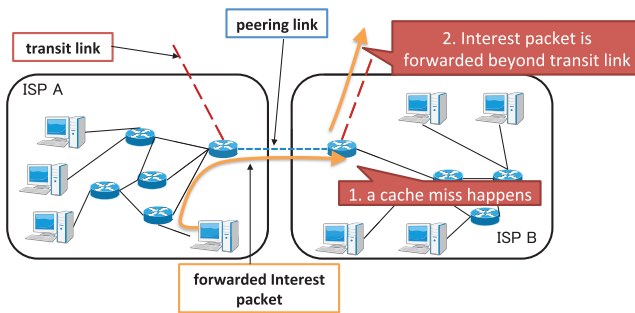 transit link
peering link
2. Interest packet is
forwarded beyond transit link
ISP A
1. a cache miss happens
ISP B
forwarded Interest
packet